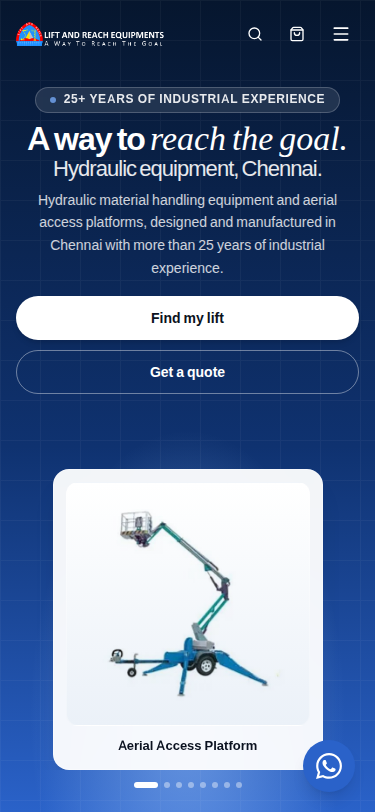 LIFT AND REACH EQUIPMENTS
A Way To Reach The Goal
25+ YEARS OF INDUSTRIAL EXPERIENCE
A way to reach the goal.
Hydraulic equipment, Chennai.
Hydraulic material handling equipment and aerial
access platforms, designed and manufactured in
Chennai with more than 25 years of industrial
experience.
Find my lift
Get a quote
Aerial Access Platform